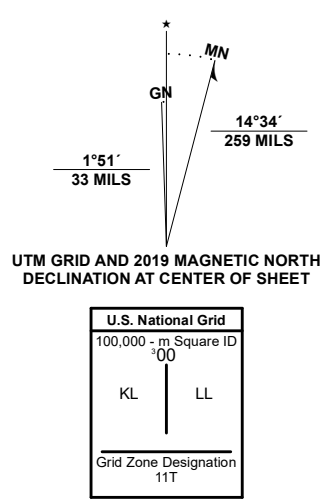 ★
MN
GN
14°34´
259 MILS
1°51´
33 MILS
UTM GRID AND 2019 MAGNETIC NORTH
DECLINATION AT CENTER OF SHEET
U.S. National Grid
100,000 - m Square ID
³00
KL LL
Grid Zone Designation
11T